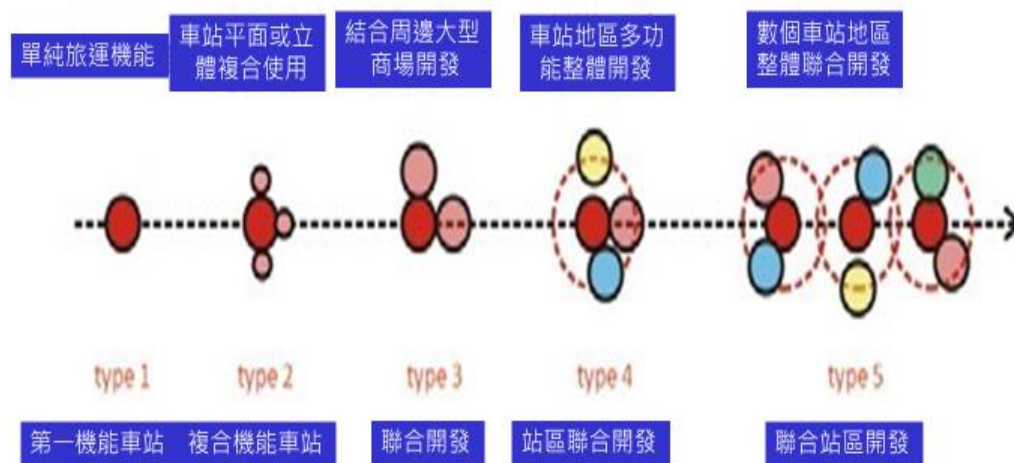 單純旅運機能
車站平面或立
體複合使用
結合周邊大型
商場開發
車站地區多功
能整體開發
數個車站地區
整體聯合開發
type 1
type 2
type 3
type 4
type 5
第一機能車站
複合機能車站
聯合開發
站區聯合開發
聯合站區開發